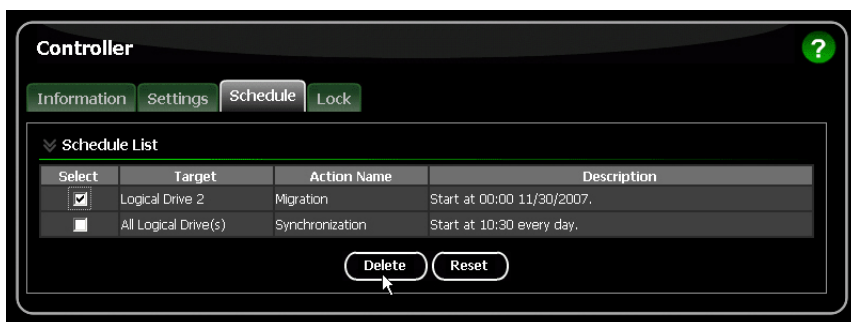 Controller
?
Information Settings Schedule Lock
Schedule List
Select Target Action Name Description
Logical Drive 2 Migration Start at 00:00 11/30/2007.
All Logical Drive(s) Synchronization Start at 10:30 every day.
Delete Reset